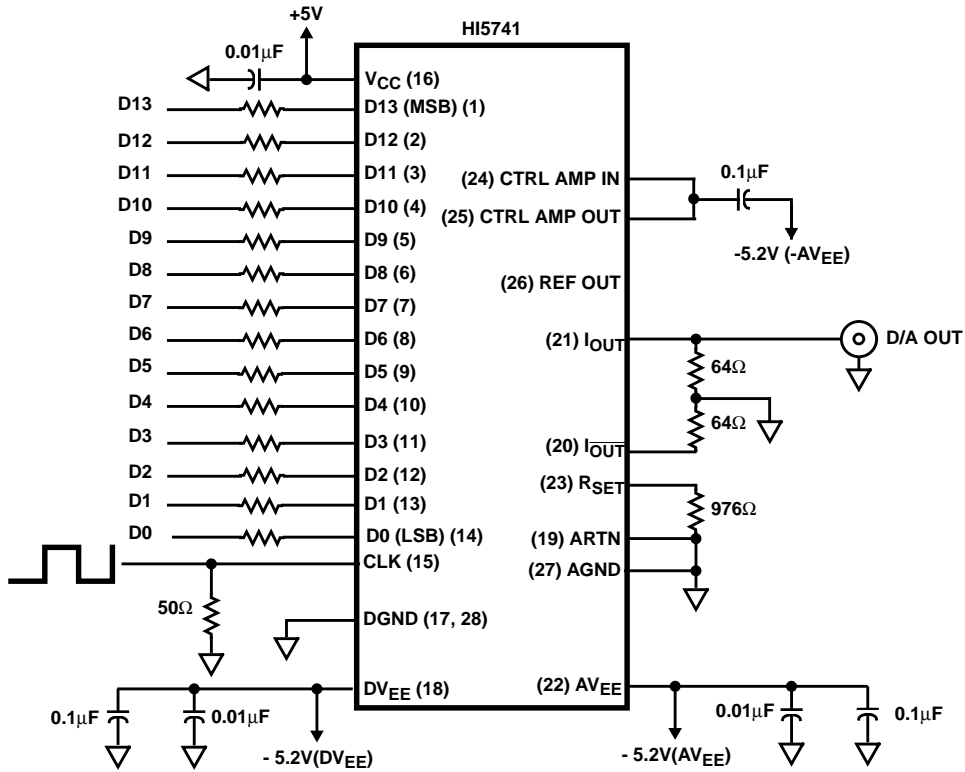 +5V
HI5741
0.01µF
VCC (16)
D13
D13 (MSB) (1)
D12
D12 (2)
D11
D11 (3)
D10
D10 (4)
D9
D9 (5)
D8
D8 (6)
D7
D7 (7)
D6
D6 (8)
D5
D5 (9)
D4
D4 (10)
D3
D3 (11)
D2
D2 (12)
D1
D1 (13)
D0
D0 (LSB) (14)
CLK (15)
50Ω
DGND (17, 28)
DVEE (18)
0.1µF
0.01µF
- 5.2V(DVEE)
(24) CTRL AMP IN
0.1µF
(25) CTRL AMP OUT
-5.2V (-AVEE)
(26) REF OUT
(21) IOUT
D/A OUT
64Ω
64Ω
(20) I\overline{OUT}
(23) RSET
976Ω
(19) ARTN
(27) AGND
(22) AVEE
0.01µF
0.1µF
- 5.2V(AVEE)